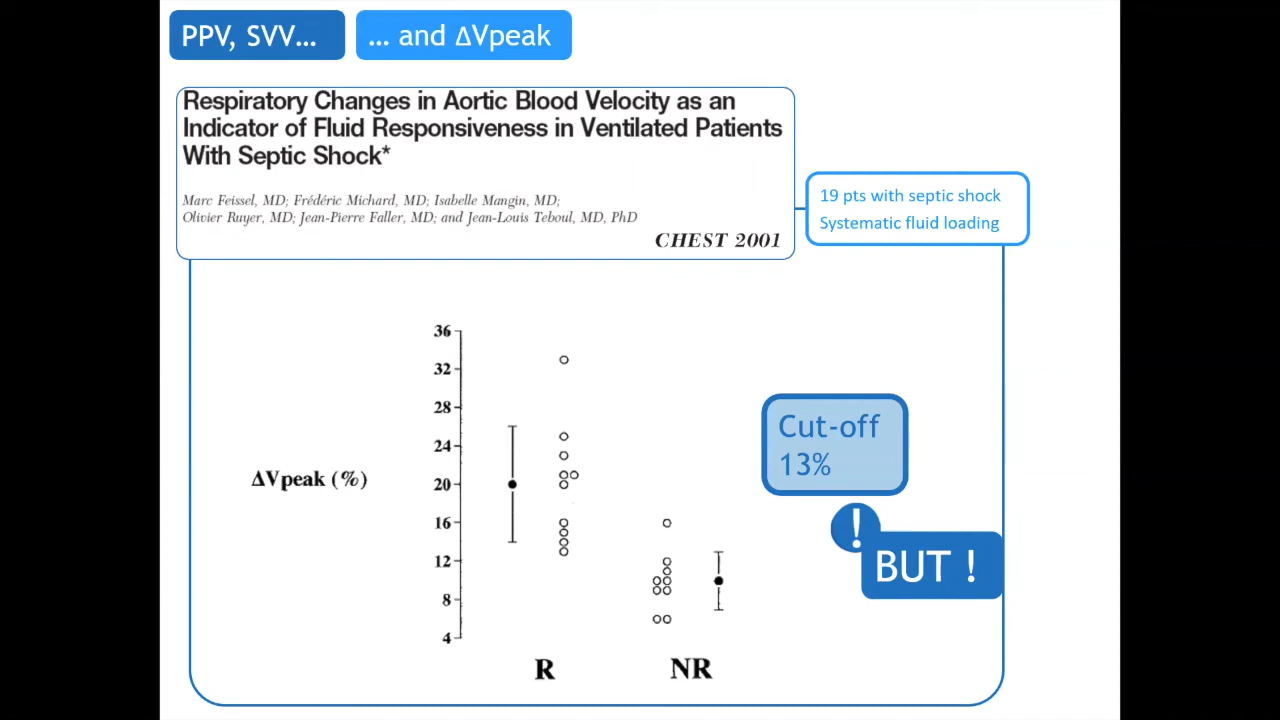 PPV, SVV...
... and ΔVpeak
Respiratory Changes in Aortic Blood Velocity as an
Indicator of Fluid Responsiveness in Ventilated Patients
With Septic Shock*
Marc Feissel, MD; Frédéric Michard, MD; Isabelle Mangin, MD;
Olivier Ruyer, MD; Jean-Pierre Faller, MD; and Jean-Louis Teboul, MD, PhD
CHEST 2001
19 pts with septic shock
Systematic fluid loading
36
32
28
24
20
16
12
8
4
ΔVpeak (%)
R
NR
Cut-off
13%
!
BUT !